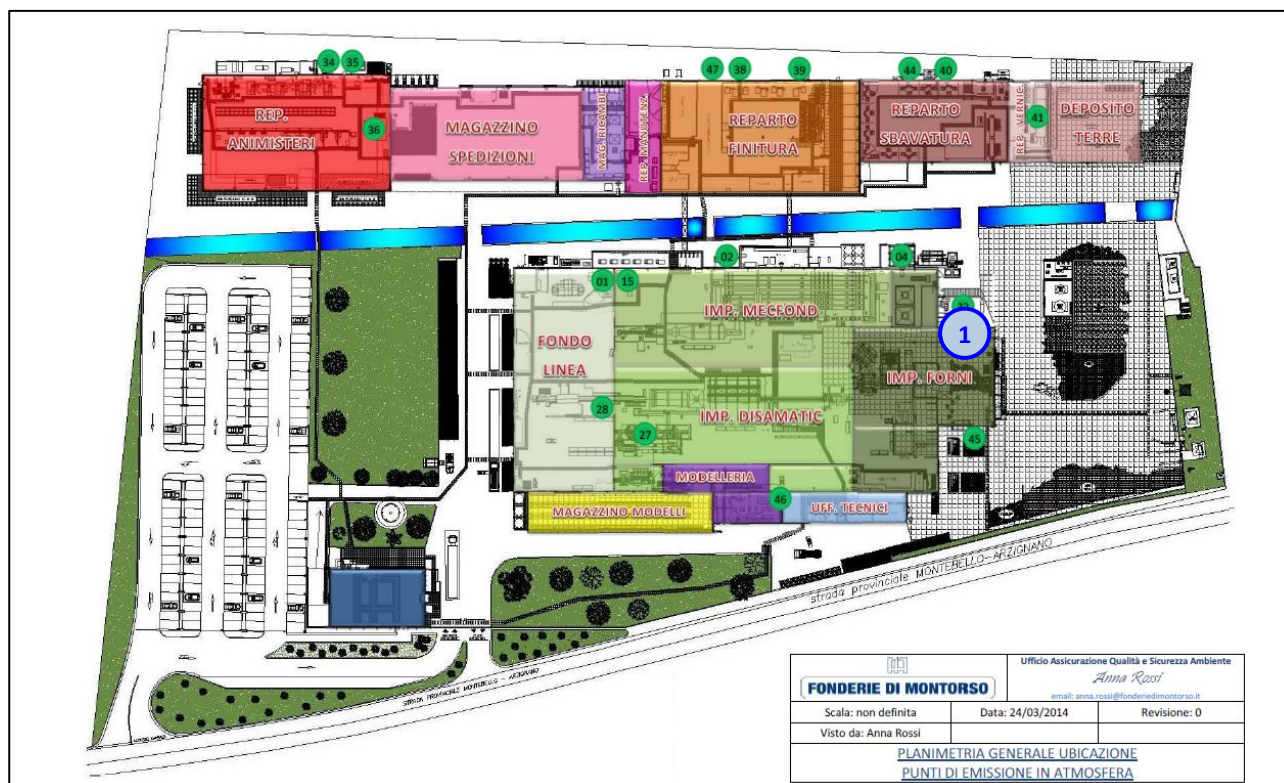 34 35 47 38 39 44 40
REP.
ANIMISTERI
36
MAGAZZINO
SPEDIZIONI
MAG. RICAMBI
REP. MANUTENZ.
REPARTO
FINITURA
REPARTO
SBAVATURA
REP. VERNIC.
41
DEPOSITO
TERRE
02 04
01 15
IMP. MECFOND
1
FONDO
LINEA
IMP. FORNI
28
IMP. DISAMATIC
27
45
MODELLERIA
46
MAGAZZINO MODELLI
UFF. TECNICI
strada provinciale MONTEBELLO-ARZIGNANO
STRADA PROVINCIALE MONTEBELLO - ARZIGNANO
FONDERIE DI MONTORSO
Ufficio Assicurazione Qualità e Sicurezza Ambiente
Anna Rossi
email: anna.rossi@fonderiedimontorso.it
Scala: non definita Data: 24/03/2014 Revisione: 0
Visto da: Anna Rossi
PLANIMETRIA GENERALE UBICAZIONE
PUNTI DI EMISSIONE IN ATMOSFERA